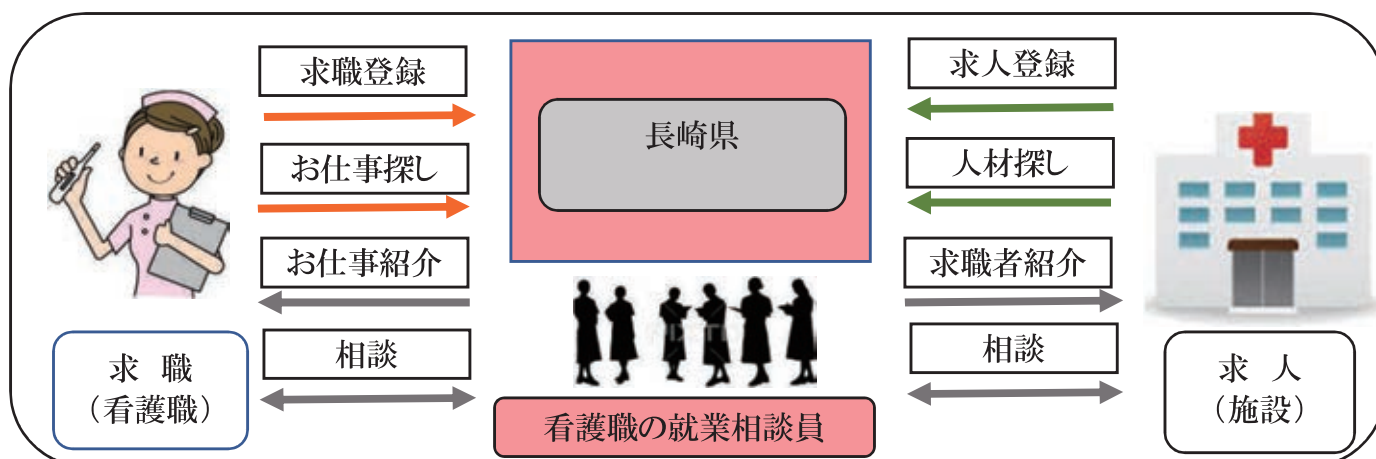 求職登録
お仕事探し
お仕事紹介
相談
求　職
（看護職）
長崎県
看護職の就業相談員
求人登録
人材探し
求職者紹介
相談
求　人
（施設）